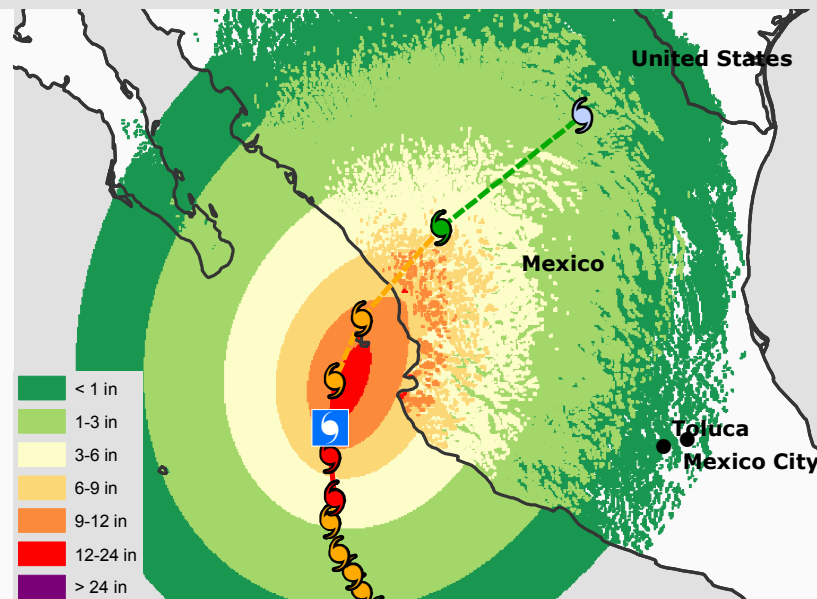 United States
Mexico
Toluca
Mexico City
< 1 in
1-3 in
3-6 in
6-9 in
9-12 in
12-24 in
> 24 in